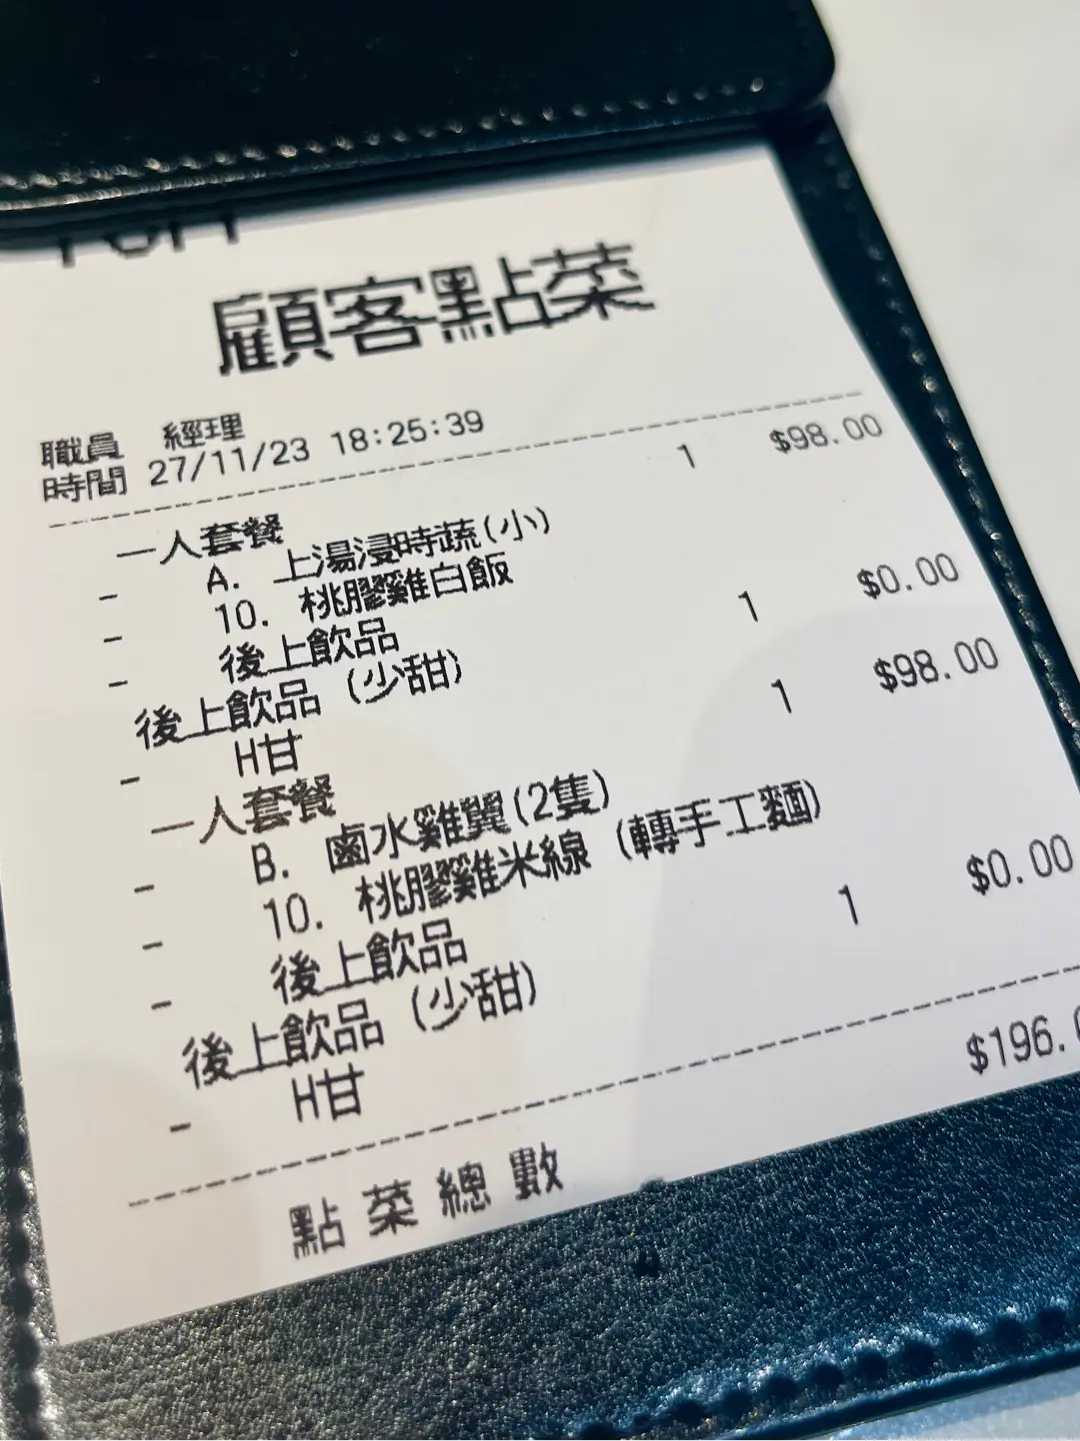 顧客點菜
職員 經理
時間 27/11/23 18:25:39
一人套餐 1 $98.00
- A. 上湯浸時蔬(小)
- 10. 桃膠雞白飯
- 後上飲品
後上飲品 (少甜) 1 $0.00
- H甘
一人套餐 1 $98.00
- B. 鹵水雞翼(2隻)
- 10. 桃膠雞米線 (轉手工麵)
- 後上飲品
後上飲品 (少甜) 1 $0.00
- H甘
點菜總數 $196.